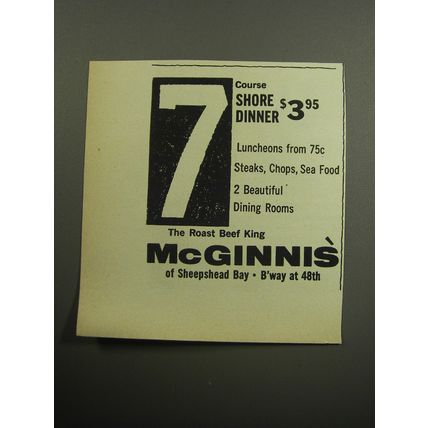 7 Course
SHORE DINNER $3.95
Luncheons from 75c
Steaks, Chops, Sea Food
2 Beautiful
Dining Rooms
The Roast Beef King
McGINNIS
of Sheepshead Bay • B'way at 48th